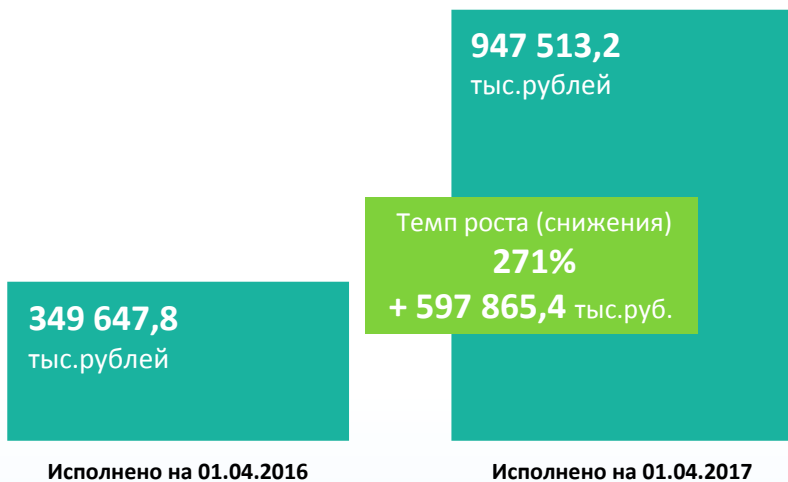 947 513,2
тыс.рублей
Темп роста (снижения)
271%
+ 597 865,4 тыс.руб.
349 647,8
тыс.рублей
Исполнено на 01.04.2016
Исполнено на 01.04.2017